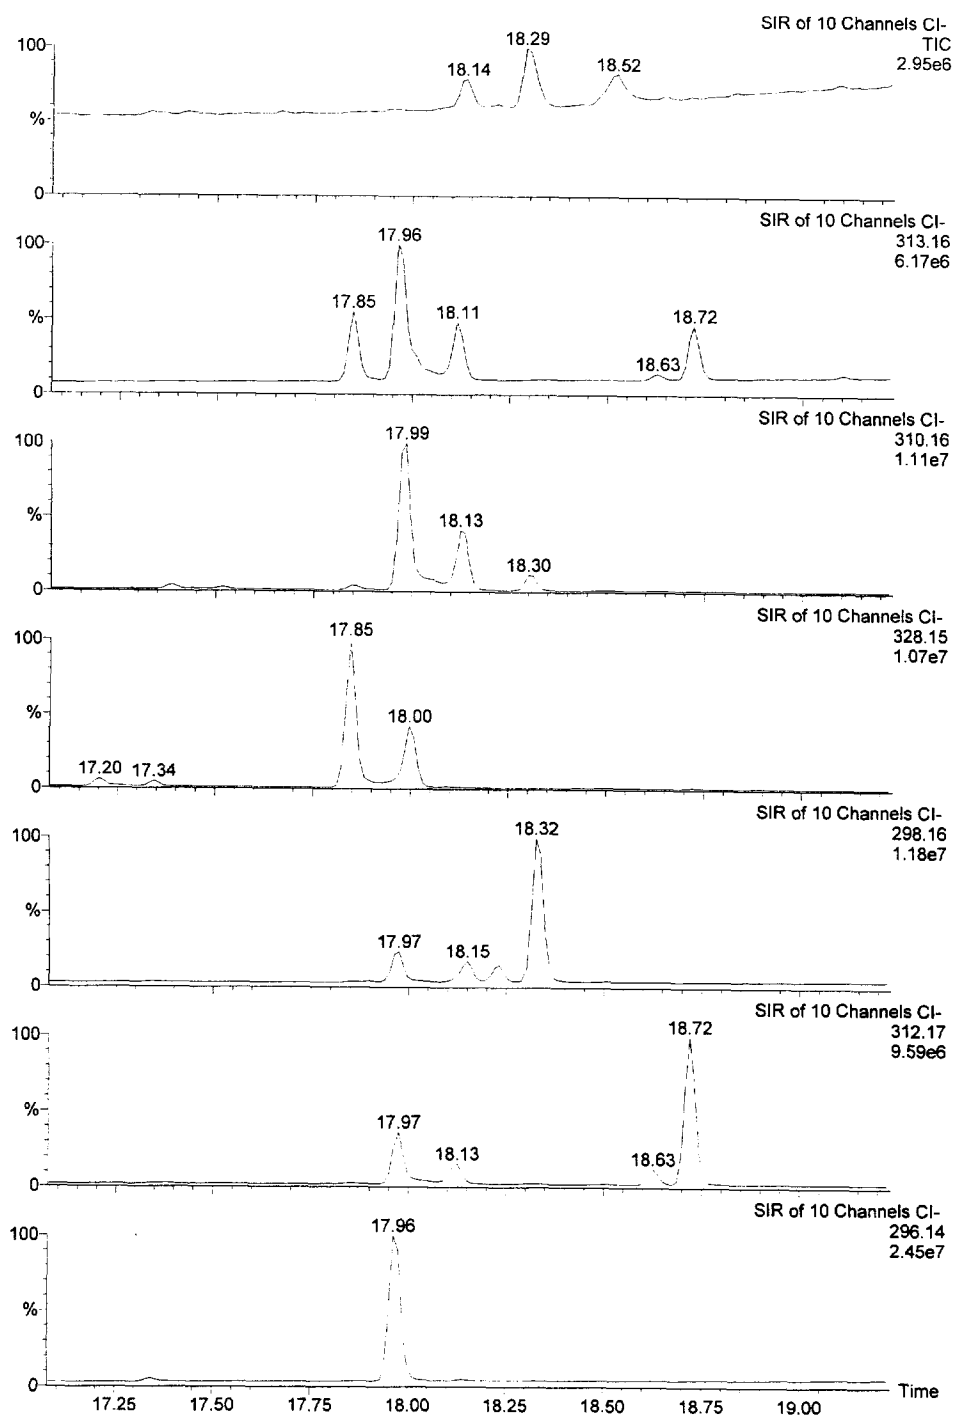 SIR of 10 Channels CI-
TIC
2.95e6
100
%
0
18.14
18.29
18.52
SIR of 10 Channels CI-
313.16
6.17e6
100
%
0
17.85
17.96
18.11
18.63
18.72
SIR of 10 Channels CI-
310.16
1.11e7
100
%
0
17.99
18.13
18.30
SIR of 10 Channels CI-
328.15
1.07e7
100
%
0
17.20
17.34
17.85
18.00
SIR of 10 Channels CI-
298.16
1.18e7
100
%
0
17.97
18.15
18.32
SIR of 10 Channels CI-
312.17
9.59e6
100
%
0
17.97
18.13
18.63
18.72
SIR of 10 Channels CI-
296.14
2.45e7
100
%
0
17.96
Time
17.25 17.50 17.75 18.00 18.25 18.50 18.75 19.00